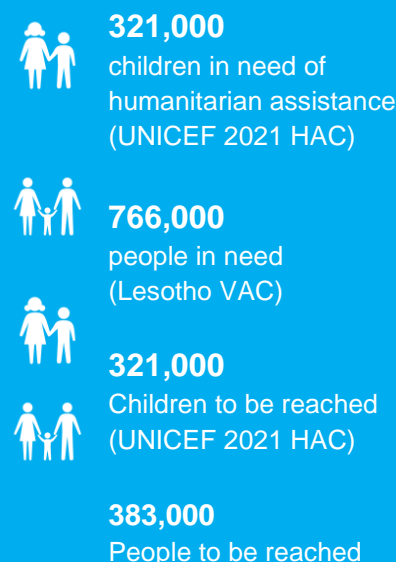 321,000
children in need of
humanitarian assistance
(UNICEF 2021 HAC)
766,000
people in need
(Lesotho VAC)
321,000
Children to be reached
(UNICEF 2021 HAC)
383,000
People to be reached